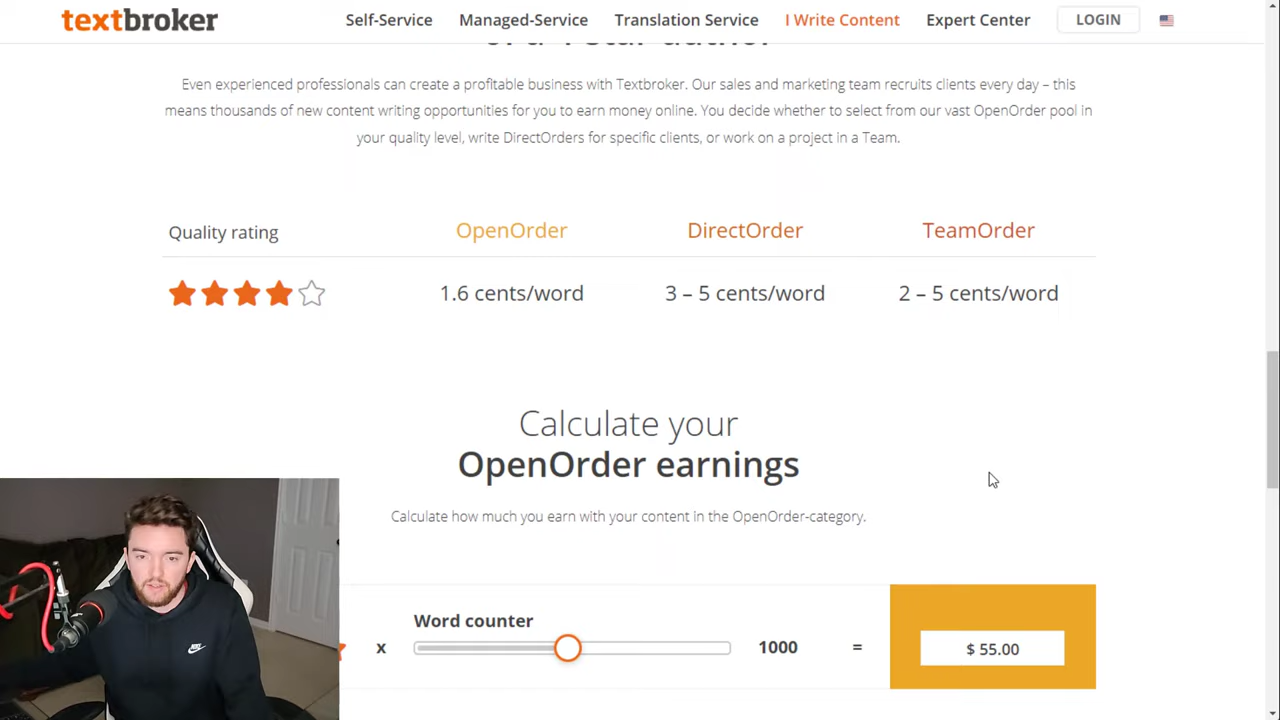 textbroker
Self-Service
Managed-Service
Translation Service
I Write Content
Expert Center
LOGIN
of a 4-star author
Even experienced professionals can create a profitable business with Textbroker. Our sales and marketing team recruits clients every day – this
means thousands of new content writing opportunities for you to earn money online. You decide whether to select from our vast OpenOrder pool in
your quality level, write DirectOrders for specific clients, or work on a project in a Team.
Quality rating
OpenOrder
DirectOrder
TeamOrder
1.6 cents/word
3 – 5 cents/word
2 – 5 cents/word
Calculate your
OpenOrder earnings
Calculate how much you earn with your content in the OpenOrder-category.
Word counter
x
1000
=
$ 55.00